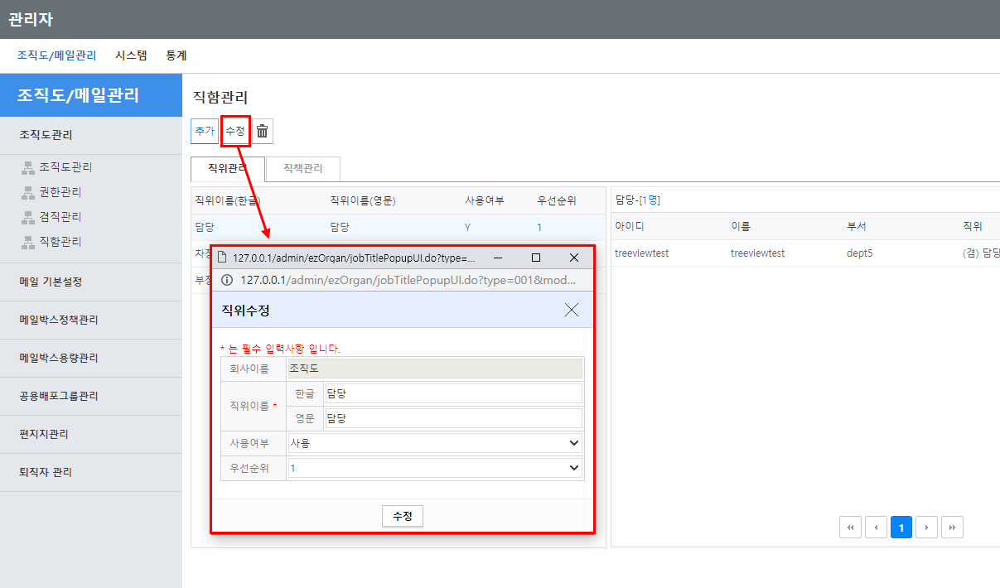 관리자
조직도/메일관리 시스템 통계
조직도/메일관리
조직도관리
조직도관리
권한관리
겸직관리
직함관리
메일 기본설정
메일박스정책관리
메일박스용량관리
공용배포그룹관리
편지지관리
퇴직자 관리
직함관리
추가 수정
직위관리 직책관리
직위이름(한글) 직위이름(영문) 사용여부 우선순위
담당 담당 Y 1
차장
부장
담당-[1명]
아이디 이름 부서 직위
treeviewtest treeviewtest dept5 (겸) 담당
127.0.0.1/admin/ezOrgan/jobTitlePopupUI.do?type=...
127.0.0.1/admin/ezOrgan/jobTitlePopupUI.do?type=001&mod...
직위수정
* 는 필수 입력사항 입니다.
회사이름 조직도
직위이름 * 한글 담당
영문 담당
사용여부 사용
우선순위 1
수정
1